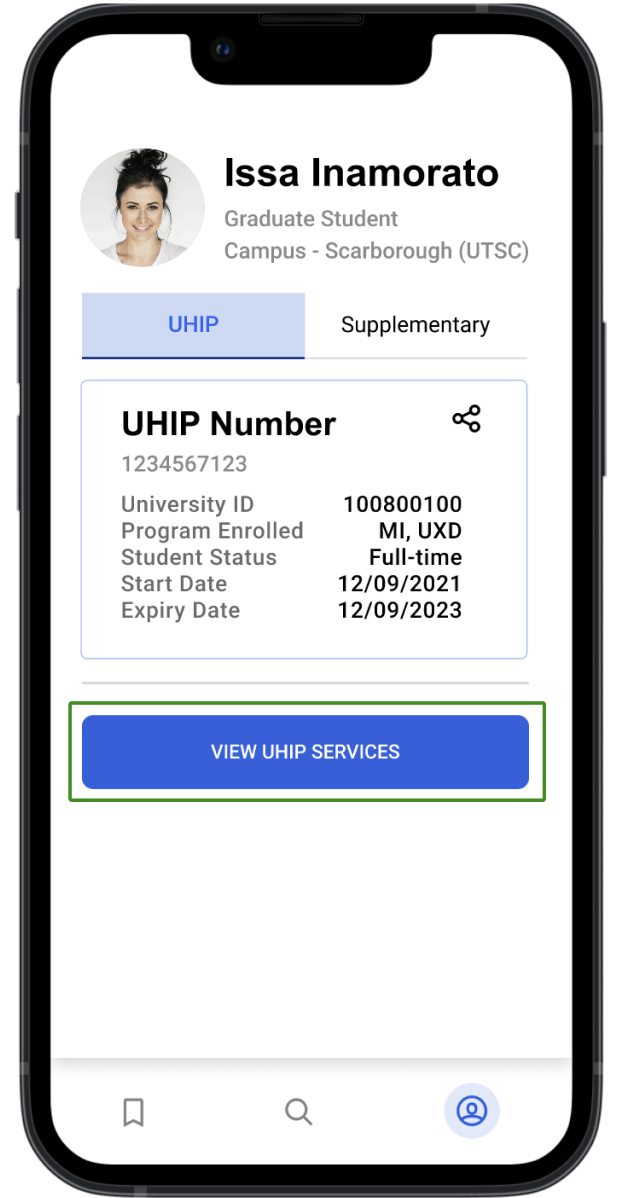 Issa Inamorato
Graduate Student
Campus - Scarborough (UTSC)
UHIP Supplementary
UHIP Number
1234567123
University ID 100800100
Program Enrolled MI, UXD
Student Status Full-time
Start Date 12/09/2021
Expiry Date 12/09/2023
VIEW UHIP SERVICES